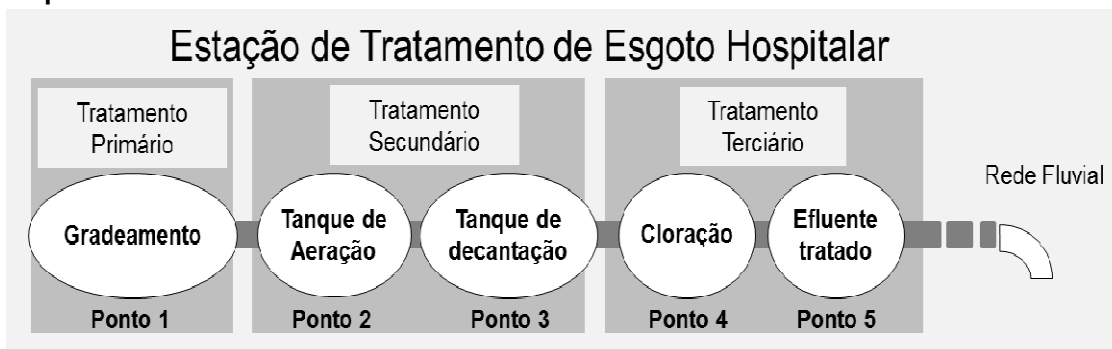 Estação de Tratamento de Esgoto Hospitalar
Tratamento
Primário
Tratamento
Secundário
Tratamento
Terciário
Rede Fluvial
Gradeamento
Tanque de
Aeração
Tanque de
decantação
Cloração
Efluente
tratado
Ponto 1
Ponto 2
Ponto 3
Ponto 4
Ponto 5